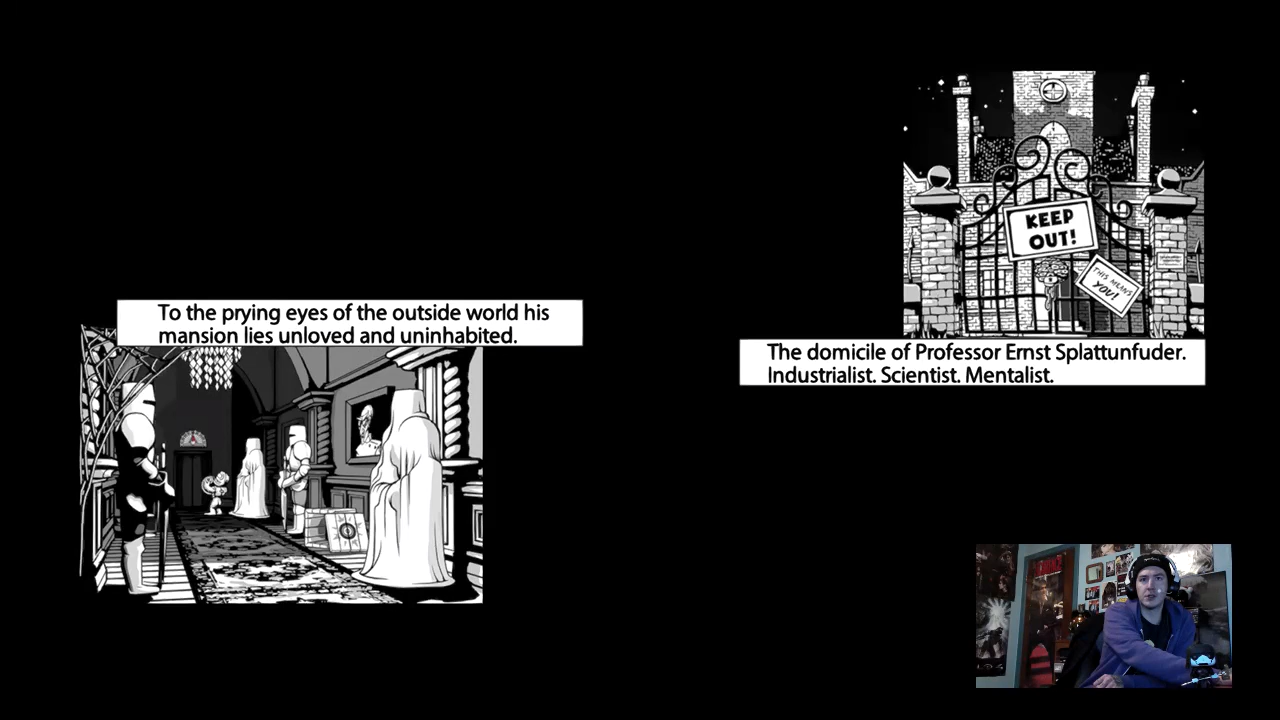 KEEP
OUT!
THIS MEANS
YOU!
The domicile of Professor Ernst Splattunfuder.
Industrialist. Scientist. Mentalist.
To the prying eyes of the outside world his
mansion lies unloved and uninhabited.